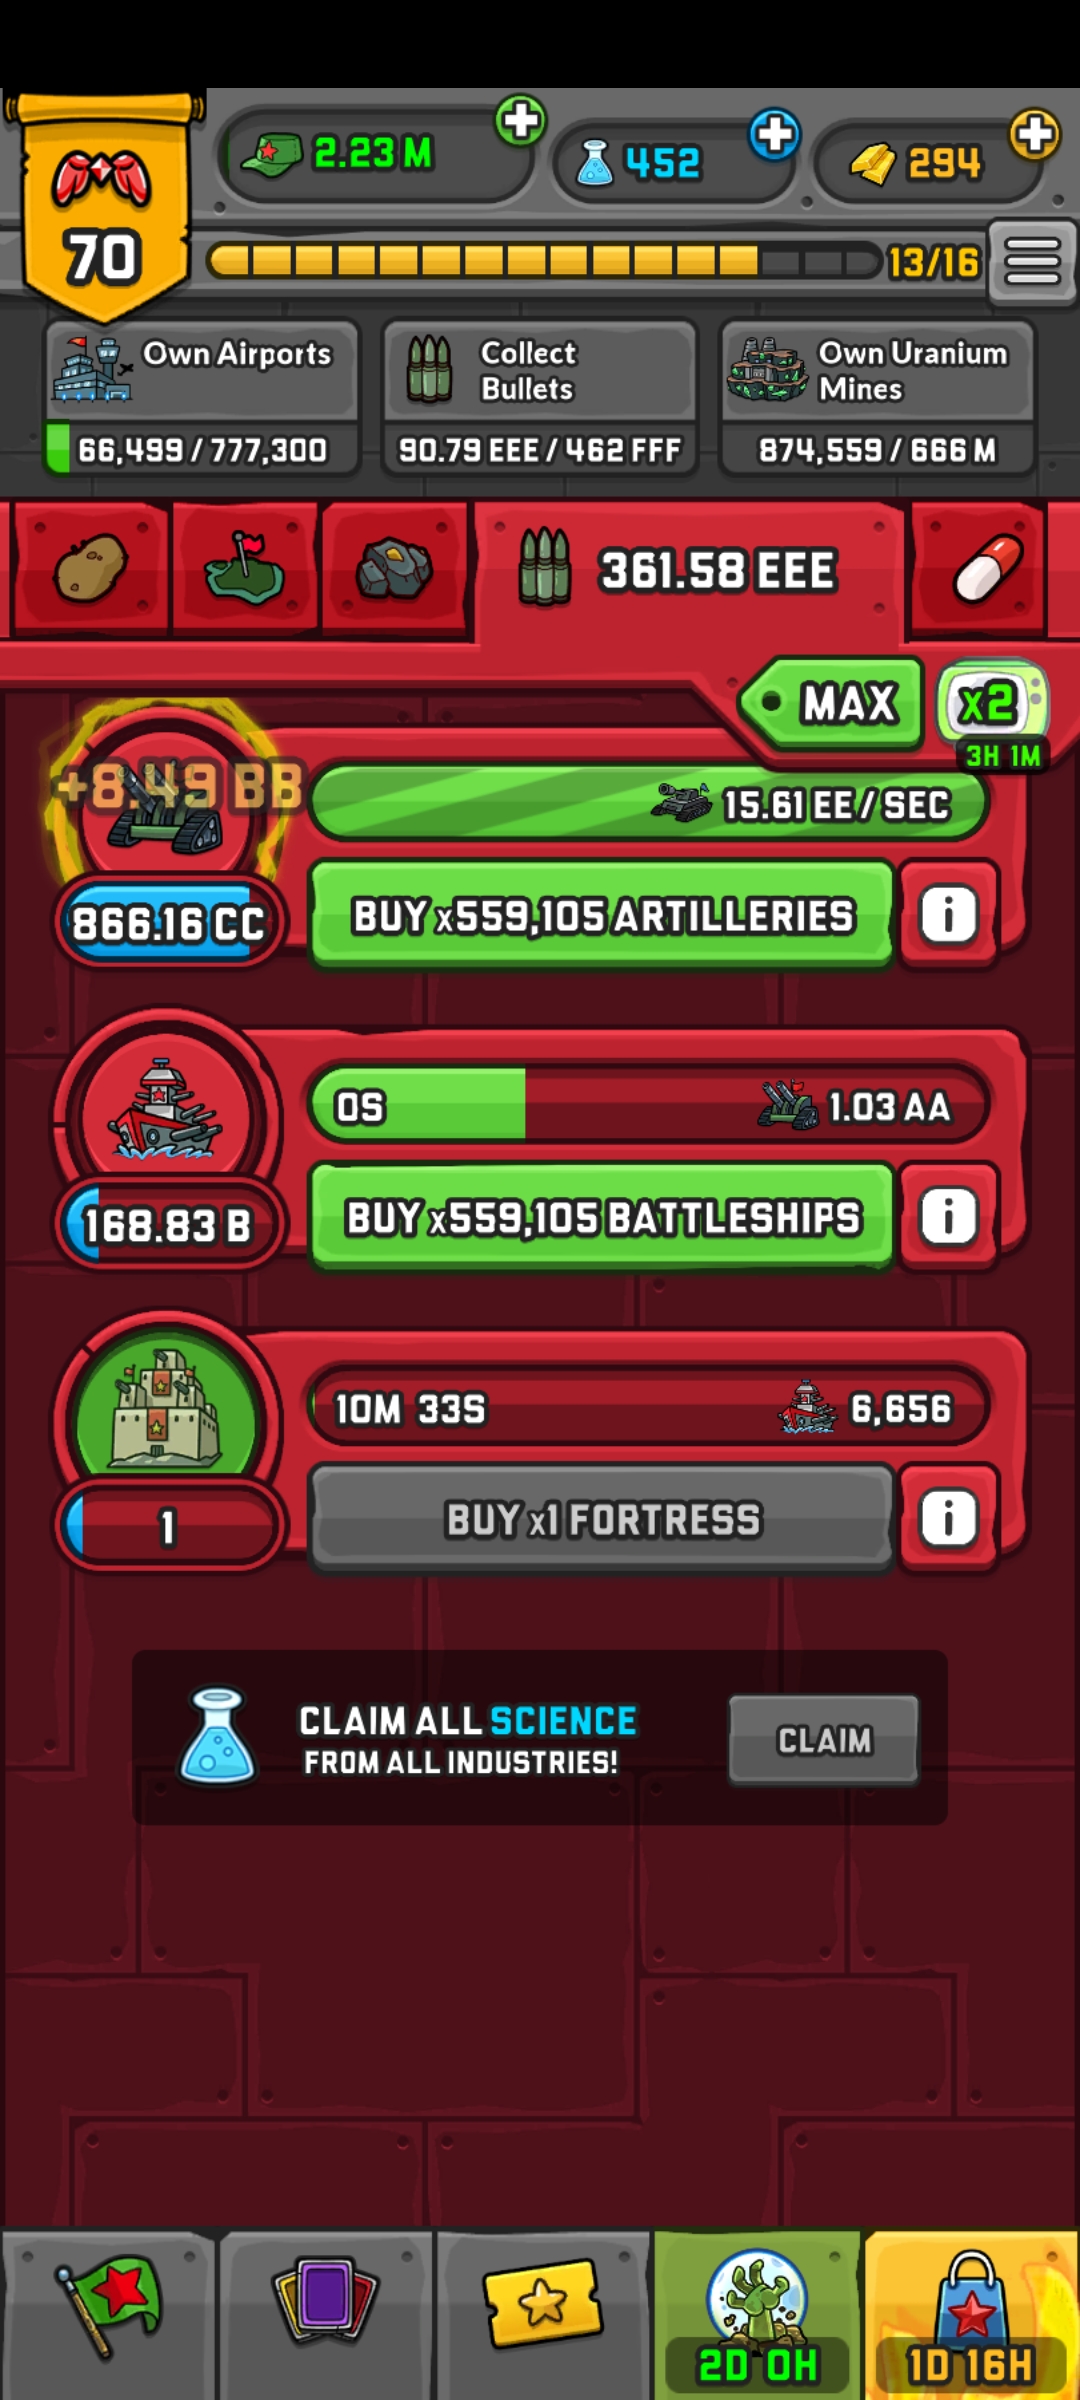 2.23 M
452
294
70
13/16
Own Airports
66,499 / 777,300
Collect
Bullets
90.79 EEE / 462 FFF
Own Uranium
Mines
874,559 / 666 M
361.58 EEE
MAX
x2
3H 1M
+8.49 BB
15.61 EE / SEC
866.16 CC
BUY x559,105 ARTILLERIES
i
0S
1.03 AA
168.83 B
BUY x559,105 BATTLESHIPS
i
10M 33S
6,656
1
BUY x1 FORTRESS
i
CLAIM ALL SCIENCE
FROM ALL INDUSTRIES!
CLAIM
2D 0H
1D 16H